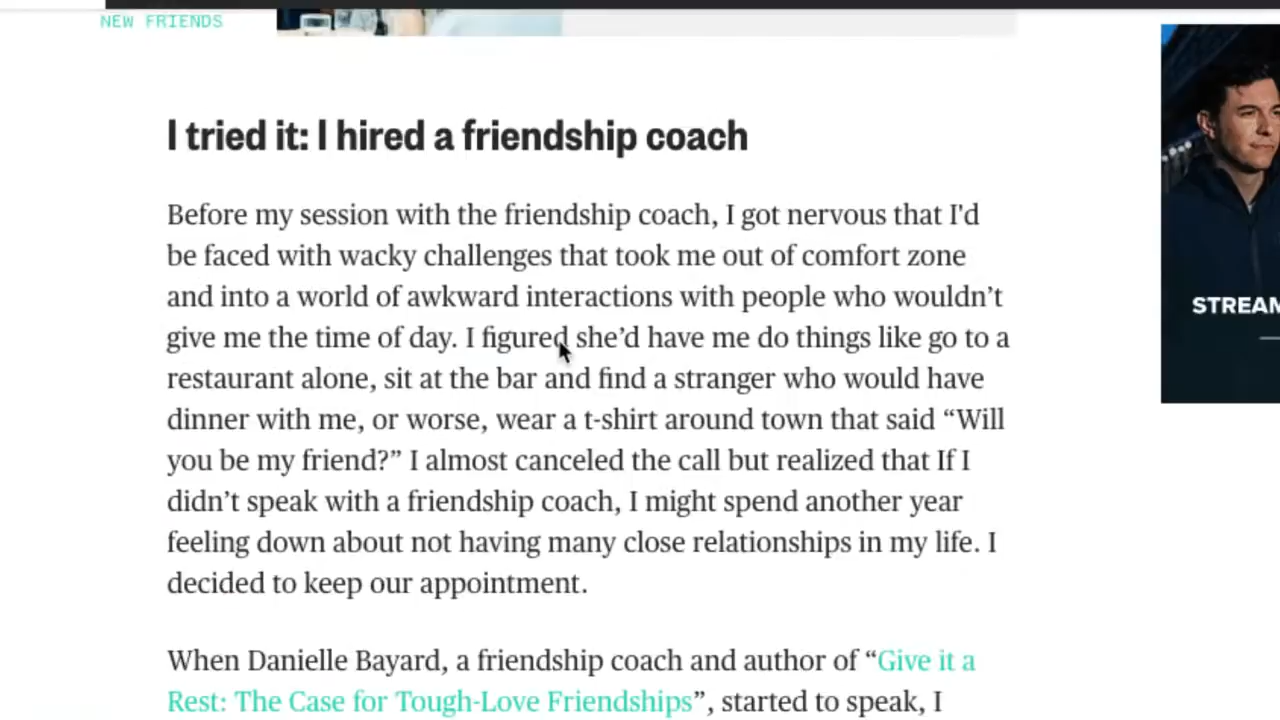 NEW FRIENDS
I tried it: I hired a friendship coach
Before my session with the friendship coach, I got nervous that I'd
be faced with wacky challenges that took me out of comfort zone
and into a world of awkward interactions with people who wouldn’t
give me the time of day. I figured she’d have me do things like go to a
restaurant alone, sit at the bar and find a stranger who would have
dinner with me, or worse, wear a t-shirt around town that said “Will
you be my friend?” I almost canceled the call but realized that If I
didn’t speak with a friendship coach, I might spend another year
feeling down about not having many close relationships in my life. I
decided to keep our appointment.
When Danielle Bayard, a friendship coach and author of “Give it a
Rest: The Case for Tough-Love Friendships”, started to speak, I
STREAM